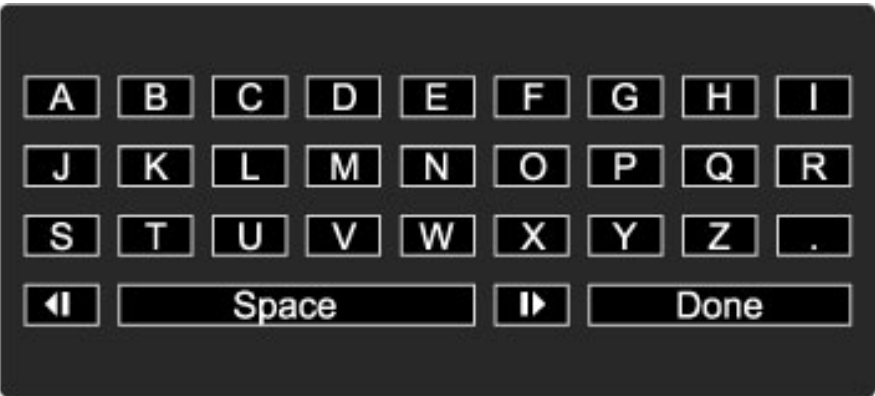 A B C D E F G H I
J K L M N O P Q R
S T U V W X Y Z .
Space Done